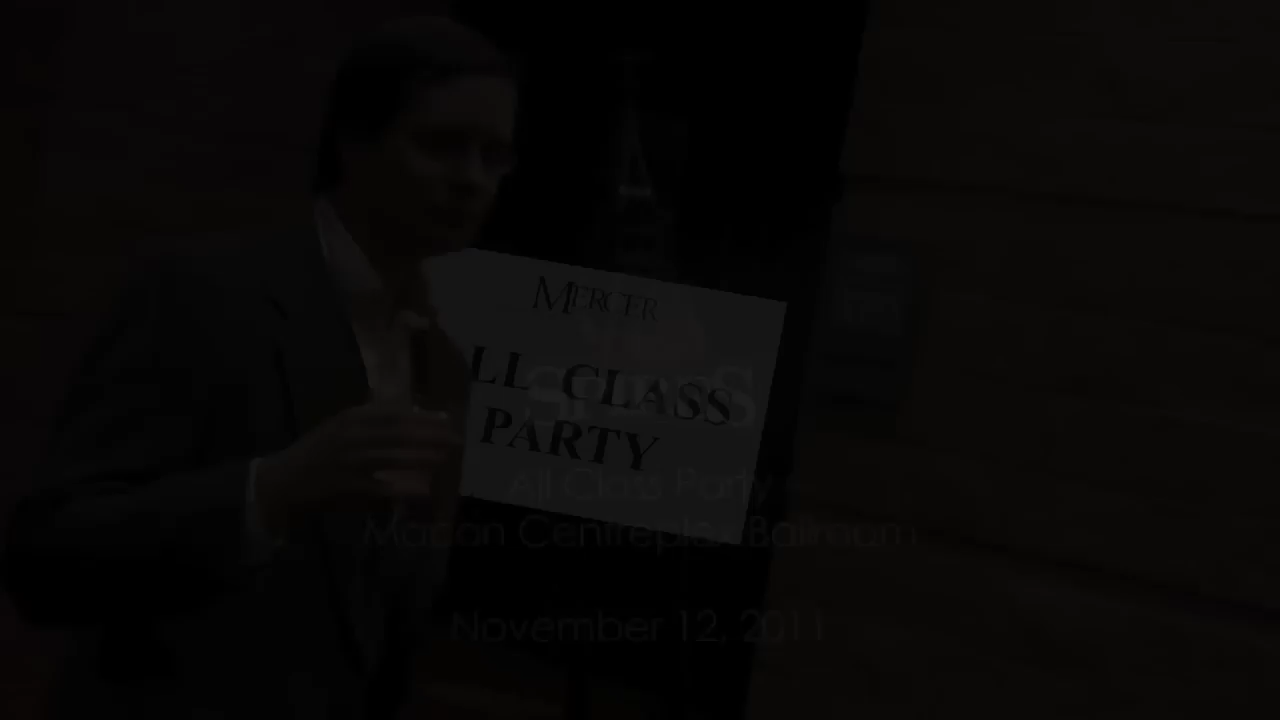 MERCER
LL CLASS
PARTY
All Class Party -
Macon Centreplex Ballroom
November 12, 2011